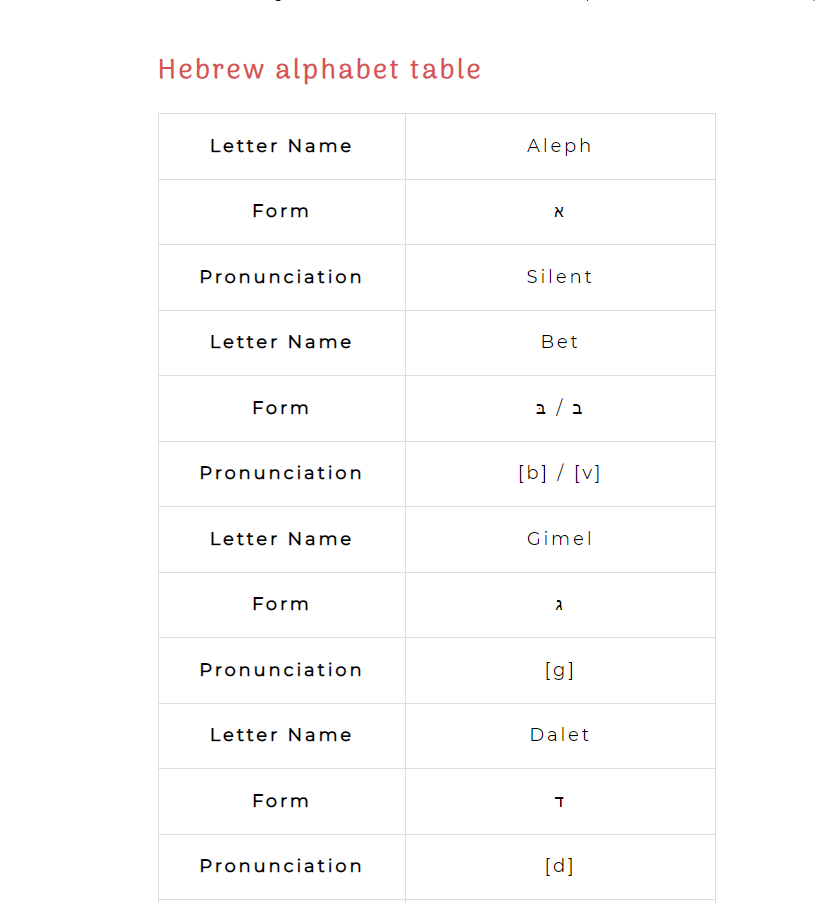 Hebrew alphabet table
Letter Name Aleph
Form א
Pronunciation Silent
Letter Name Bet
Form בּ / ב
Pronunciation [b] / [v]
Letter Name Gimel
Form ג
Pronunciation [g]
Letter Name Dalet
Form ד
Pronunciation [d]